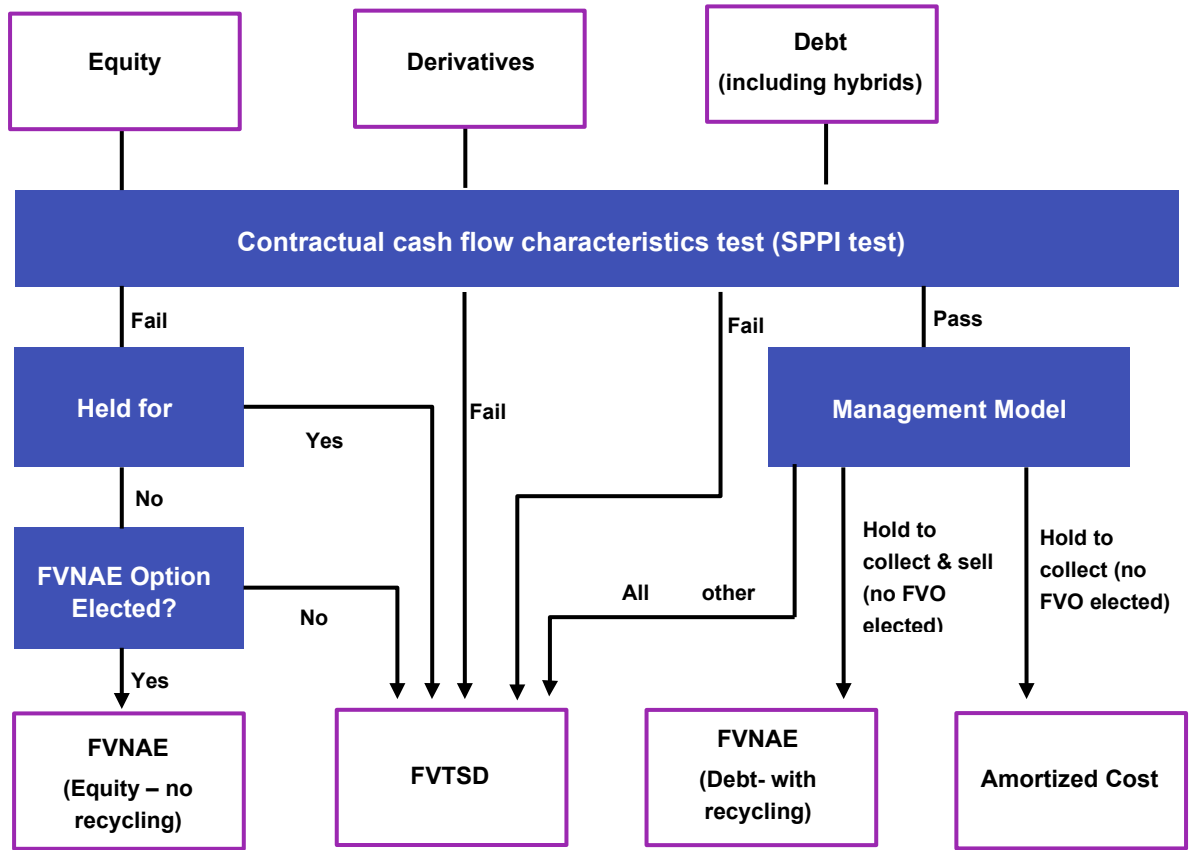 Equity
Derivatives
Debt
(including hybrids)
Contractual cash flow characteristics test (SPPI test)
Fail
Fail
Pass
Held for
Yes
Fail
Management Model
No
FVNAE Option
Elected?
No
All other
Hold to
collect & sell
(no FVO
elected)
Hold to
collect (no
FVO elected)
Yes
FVNAE
(Equity – no
recycling)
FVTSD
FVNAE
(Debt- with
recycling)
Amortized Cost